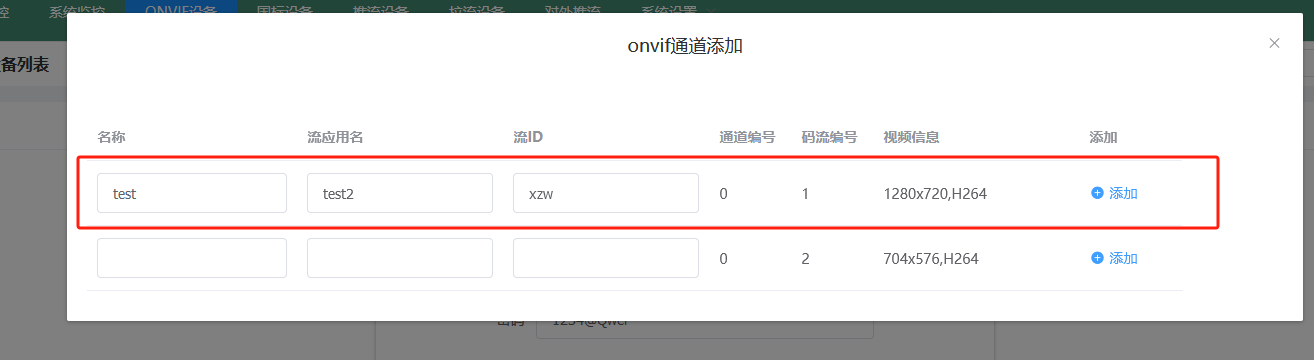 控 系统监控 ONVIF设备 国标设备 推流设备 拉流设备 对外推流 系统设置
onvif通道添加
备列表
名称 流应用名 流ID 通道编号 码流编号 视频信息 添加
test test2 xzw 0 1 1280x720,H264 添加
0 2 704x576,H264 添加
密码 1234@Qwer